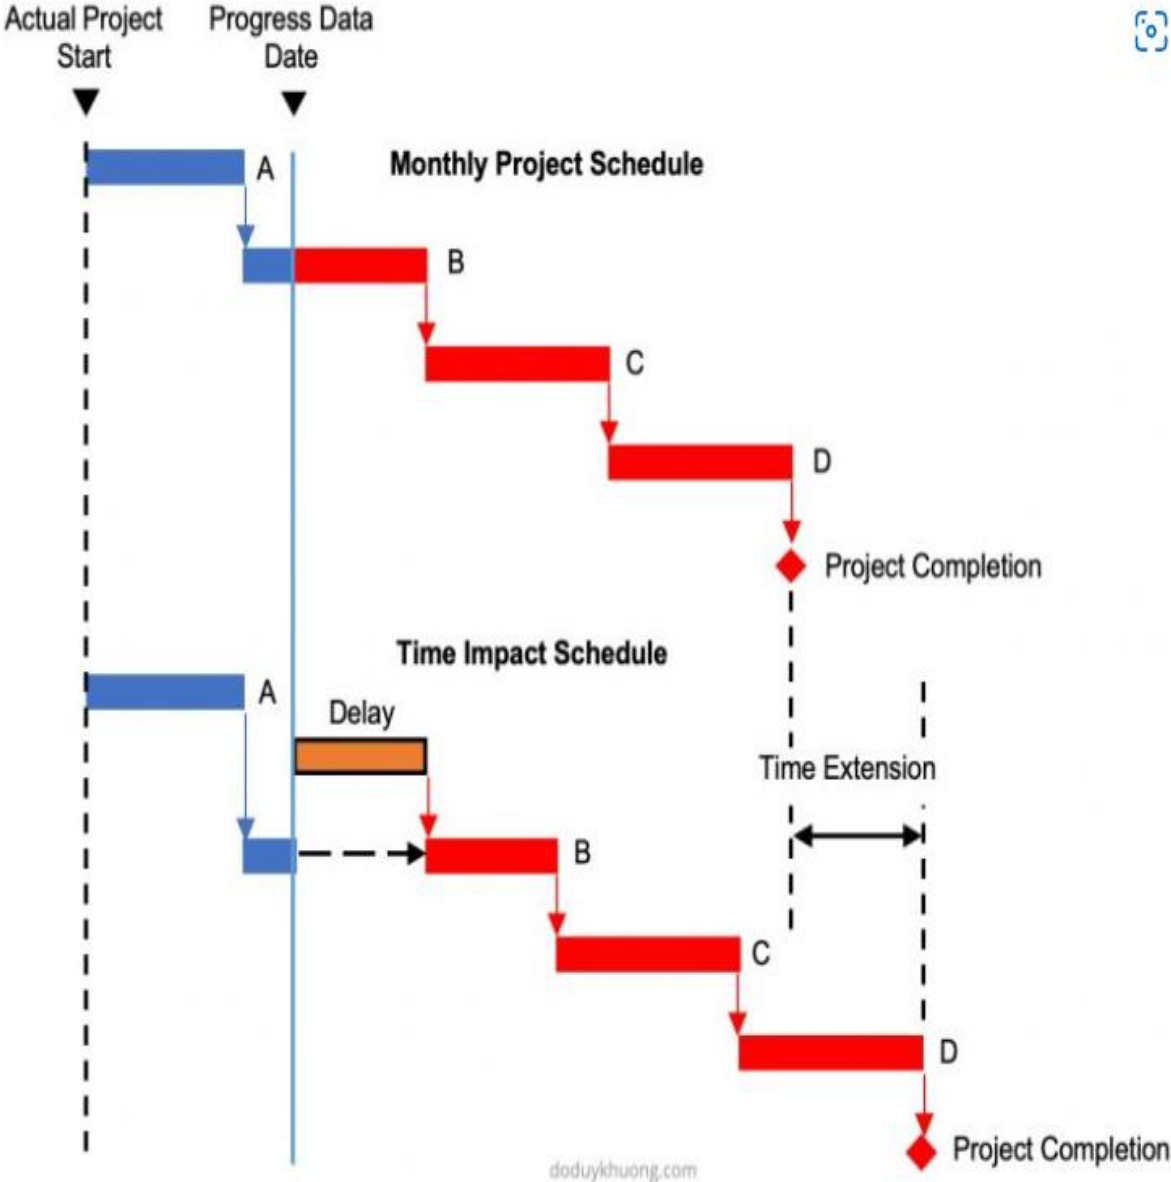 Actual Project
Start
Progress Data
Date
A
Monthly Project Schedule
B
C
D
Project Completion
Time Impact Schedule
A
Delay
Time Extension
B
C
D
Project Completion
doduykhuong.com